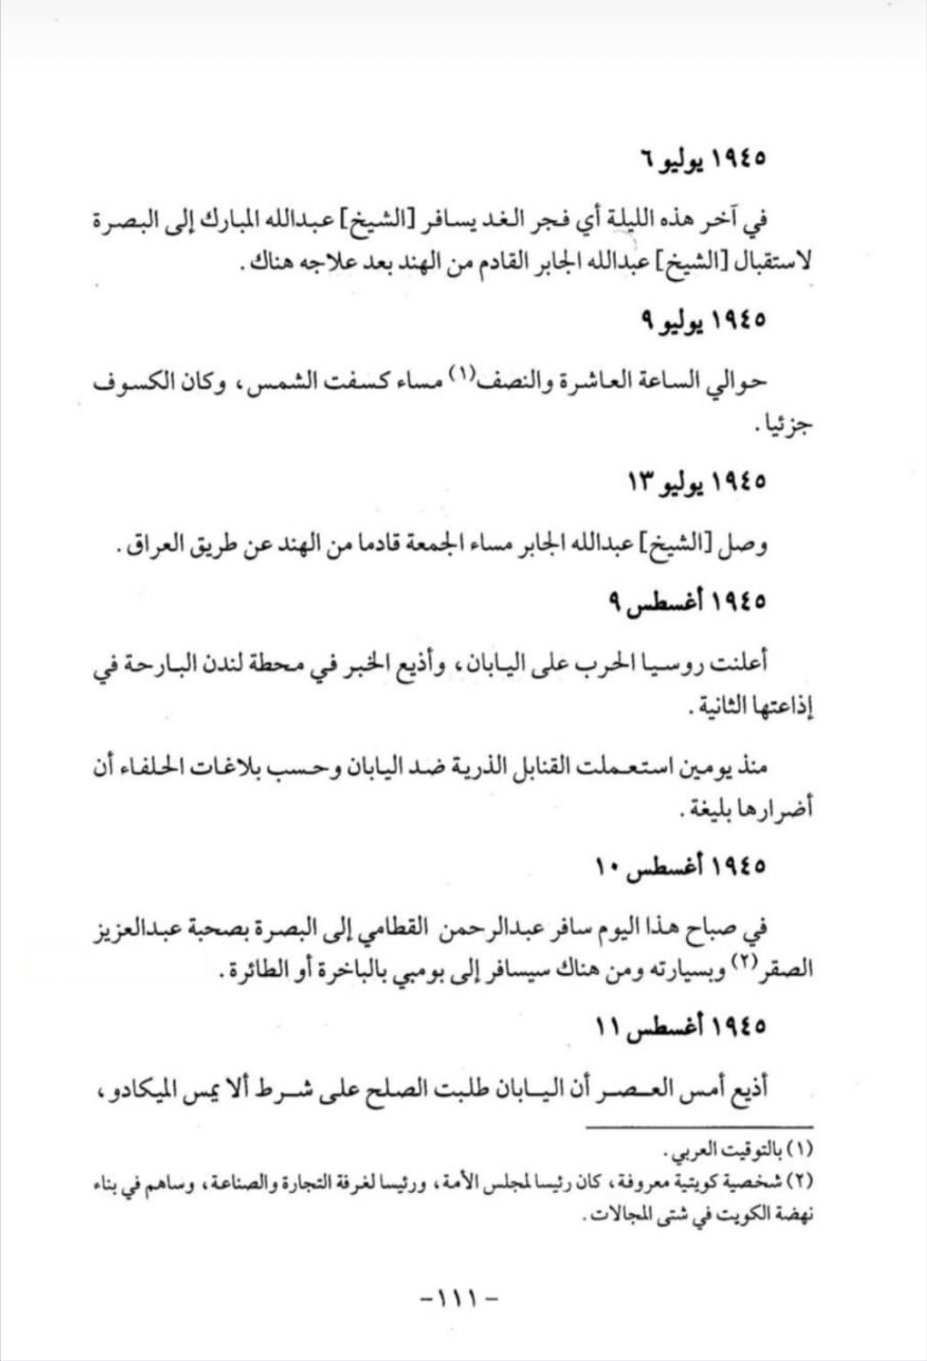 ١٩٤٥ يوليو ٦
في آخر هذه الليلة أي فجر الغد يسافر [الشيخ] عبدالله المبارك إلى البصرة
لاستقبال [الشيخ] عبدالله الجابر القادم من الهند بعد علاجه هناك .
١٩٤٥ يوليو ٩
حوالي الساعة العاشرة والنصف(١) مساء كسفت الشمس، وكان الكسوف
جزئيا .
١٩٤٥ يوليو ١٣
وصل [الشيخ] عبدالله الجابر مساء الجمعة قادما من الهند عن طريق العراق .
١٩٤٥ أغسطس ٩
أعلنت روسيا الحرب على اليابان، وأذيع الخبر في محطة لندن البارحة في
إذاعتها الثانية .
منذ يومين استعملت القنابل الذرية ضد اليابان وحسب بلاغات الحلفاء أن
أضرارها بليغة .
١٩٤٥ أغسطس ١٠
في صباح هذا اليوم سافر عبدالرحمن القطامي إلى البصرة بصحبة عبدالعزيز
الصقر(٢) وبسيارته ومن هناك سيسافر إلى بومبي بالباخرة أو الطائرة .
١٩٤٥ أغسطس ١١
أذيع أمس العصر أن اليابان طلبت الصلح على شرط ألا يمس الميكادو،
(١) بالتوقيت العربي .
(٢) شخصية كويتية معروفة، كان رئيسا لمجلس الأمة، ورئيسا لغرفة التجارة والصناعة، وساهم في بناء
نهضة الكويت في شتى المجالات .
-١١١-